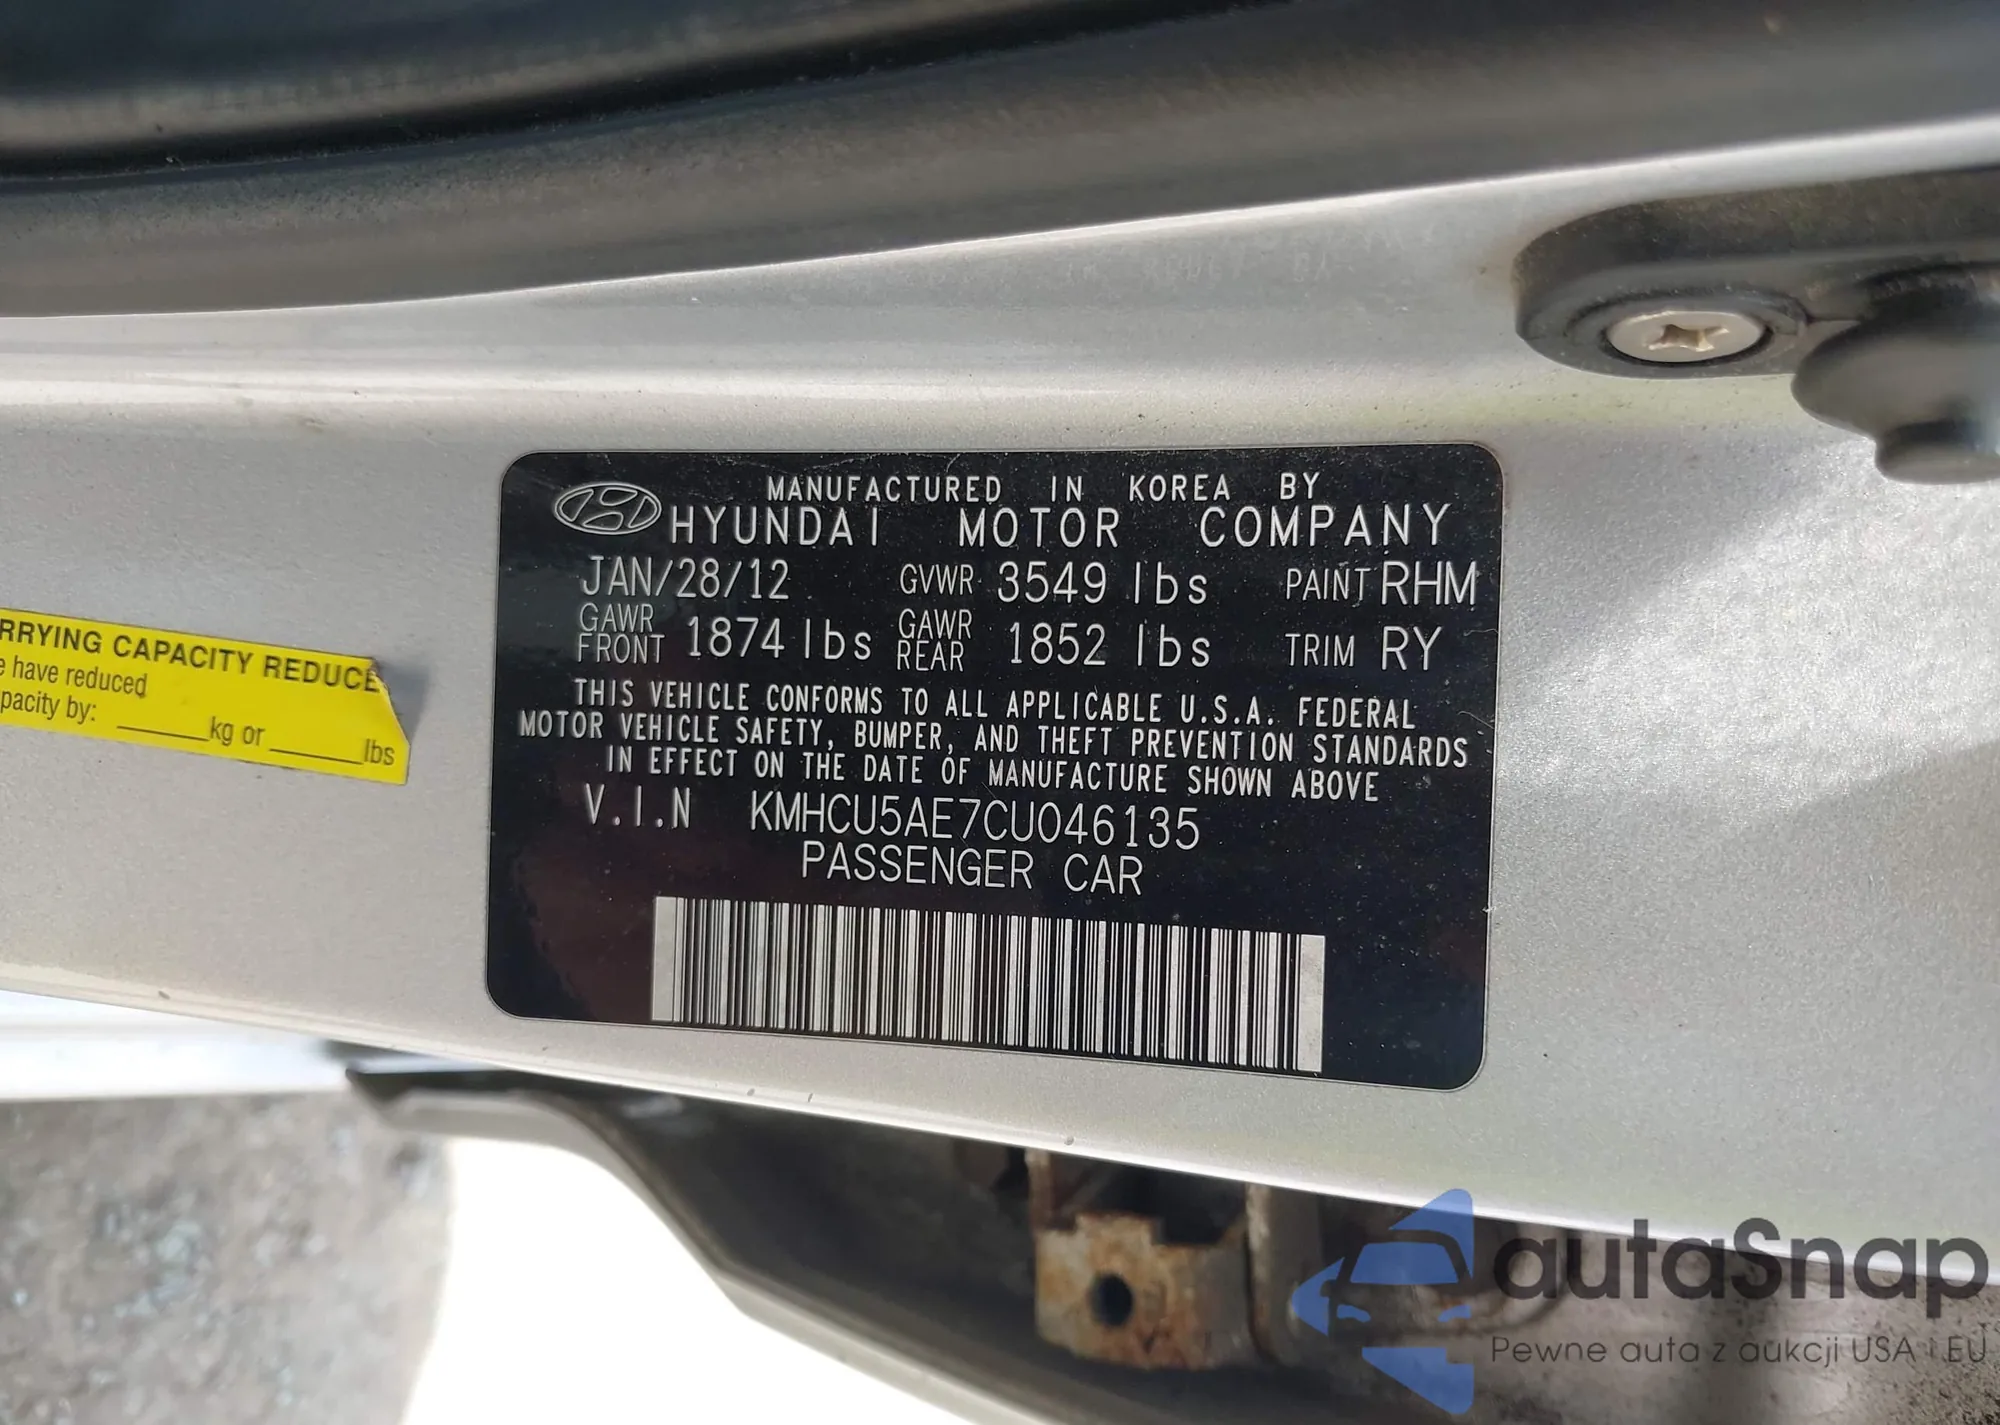 MANUFACTURED IN KOREA BY
HYUNDAI MOTOR COMPANY
JAN/28/12 GVWR 3549 lbs PAINT RHM
GAWR FRONT 1874 lbs GAWR REAR 1852 lbs TRIM RY
THIS VEHICLE CONFORMS TO ALL APPLICABLE U.S.A. FEDERAL
MOTOR VEHICLE SAFETY, BUMPER, AND THEFT PREVENTION STANDARDS
IN EFFECT ON THE DATE OF MANUFACTURE SHOWN ABOVE
V.I.N KMHCU5AE7CU046135
PASSENGER CAR
RRYING CAPACITY REDUCE
e have reduced
pacity by: ______kg or ______lbs
autaSnap
Pewne auta z aukcji USA i EU